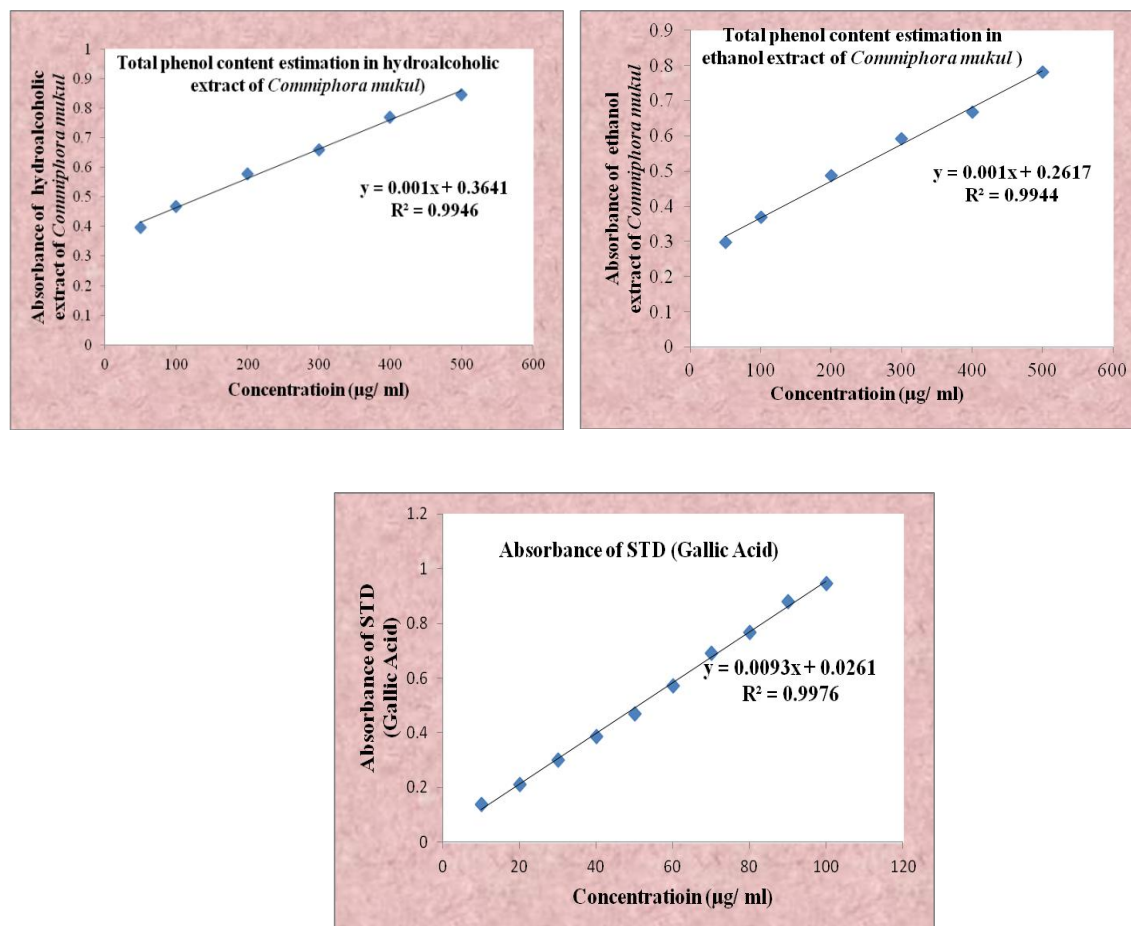 Total phenol content estimation in hydroalcoholic
extract of Commiphora mukul)
Absorbance of hydroalcoholic
extract of Commiphora mukul
1
0.9
0.8
0.7
0.6
0.5
0.4
0.3
0.2
0.1
0
y = 0.001x + 0.3641
R² = 0.9946
0 100 200 300 400 500 600
Concentratioin (µg/ ml)
Total phenol content estimation in
ethanol extract of Commiphora mukul )
Absorbance of ethanol
extract of Commiphora mukul
0.9
0.8
0.7
0.6
0.5
0.4
0.3
0.2
0.1
0
y = 0.001x + 0.2617
R² = 0.9944
0 100 200 300 400 500 600
Concentratioin (µg/ ml)
Absorbance of STD (Gallic Acid)
Absorbance of STD
(Gallic Acid)
1.2
1
0.8
0.6
0.4
0.2
0
y = 0.0093x + 0.0261
R² = 0.9976
0 20 40 60 80 100 120
Concentratioin (µg/ ml)